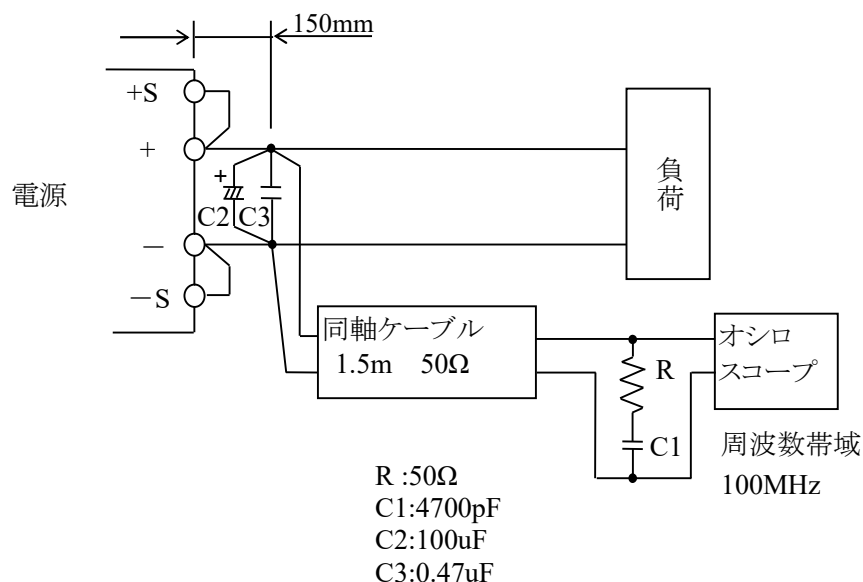 150mm
+S
+
電源
－
－S
+
C2 C3
負荷
同軸ケーブル
1.5m 50Ω
R
C1
オシロ
スコープ
周波数帯域
100MHz
R :50Ω
C1:4700pF
C2:100uF
C3:0.47uF